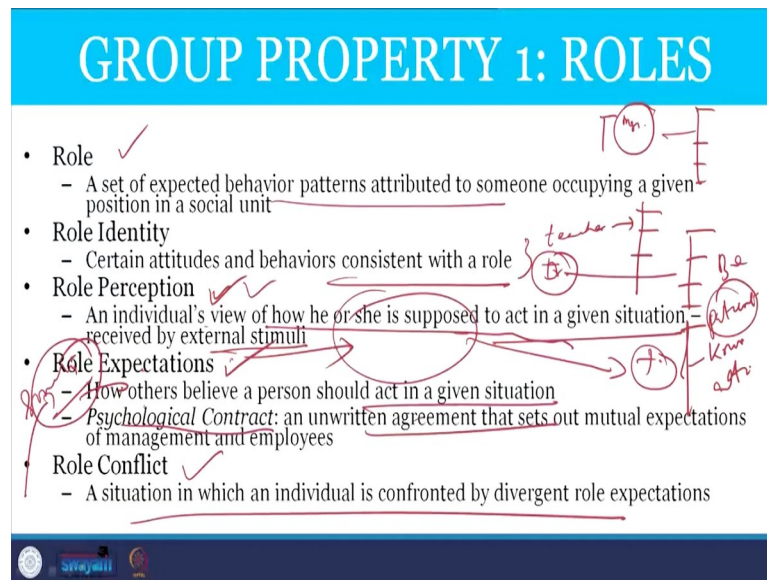 GROUP PROPERTY 1: ROLES
• Role
– A set of expected behavior patterns attributed to someone occupying a given
position in a social unit
• Role Identity
– Certain attitudes and behaviors consistent with a role
• Role Perception
– An individual's view of how he or she is supposed to act in a given situation –
received by external stimuli
• Role Expectations
– How others believe a person should act in a given situation
– Psychological Contract: an unwritten agreement that sets out mutual expectations
of management and employees
• Role Conflict
– A situation in which an individual is confronted by divergent role expectations
mgr.
teacher
Be
patient
swayam